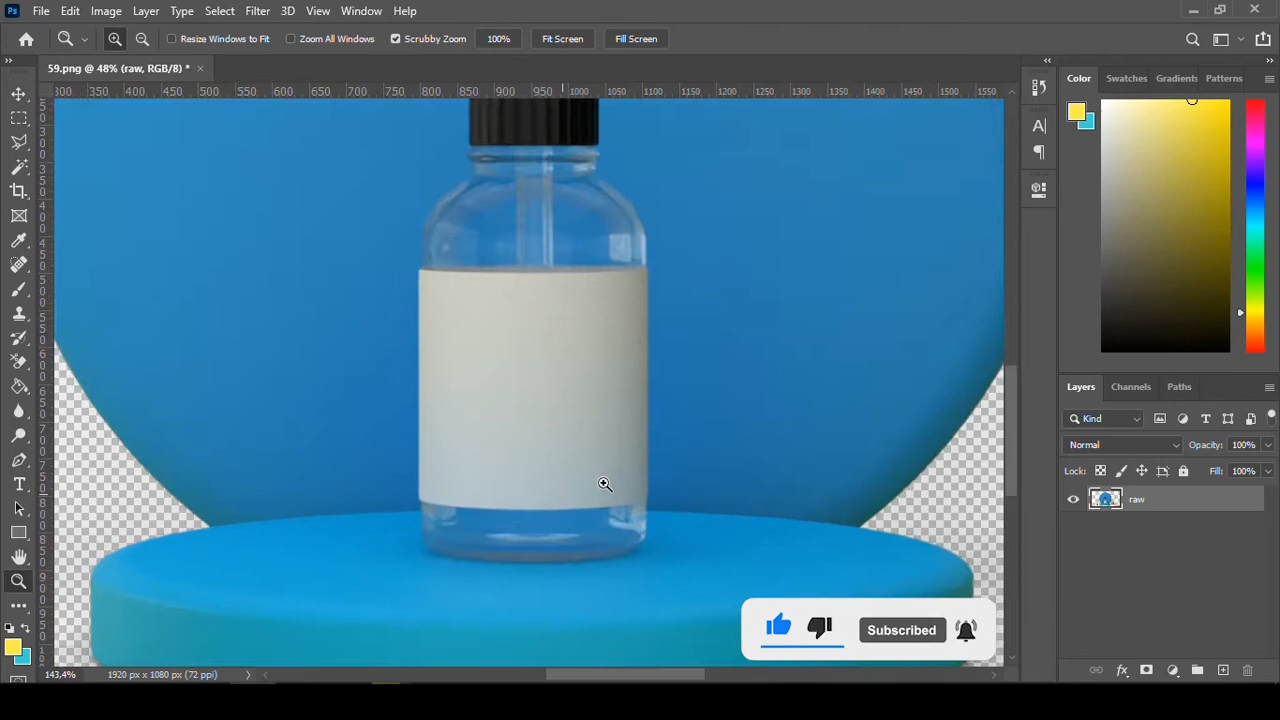 Ps File Edit Image Layer Type Select Filter 3D View Window Help
Resize Windows to Fit Zoom All Windows Scrubby Zoom 100% Fit Screen Fill Screen
59.png @ 48% (raw, RGB/8) *
Color Swatches Gradients Patterns
300 400 450 500 550 600 650 700 750 800 850 900 950 1000 1050 1100 1150 1200 1250 1300 1350 1400 1450 1500 1550
Layers Channels Paths
Kind
Normal Opacity: 100%
Lock: Fill: 100%
raw
Subscribed
143,4% 1920 px x 1080 px (72 ppi)